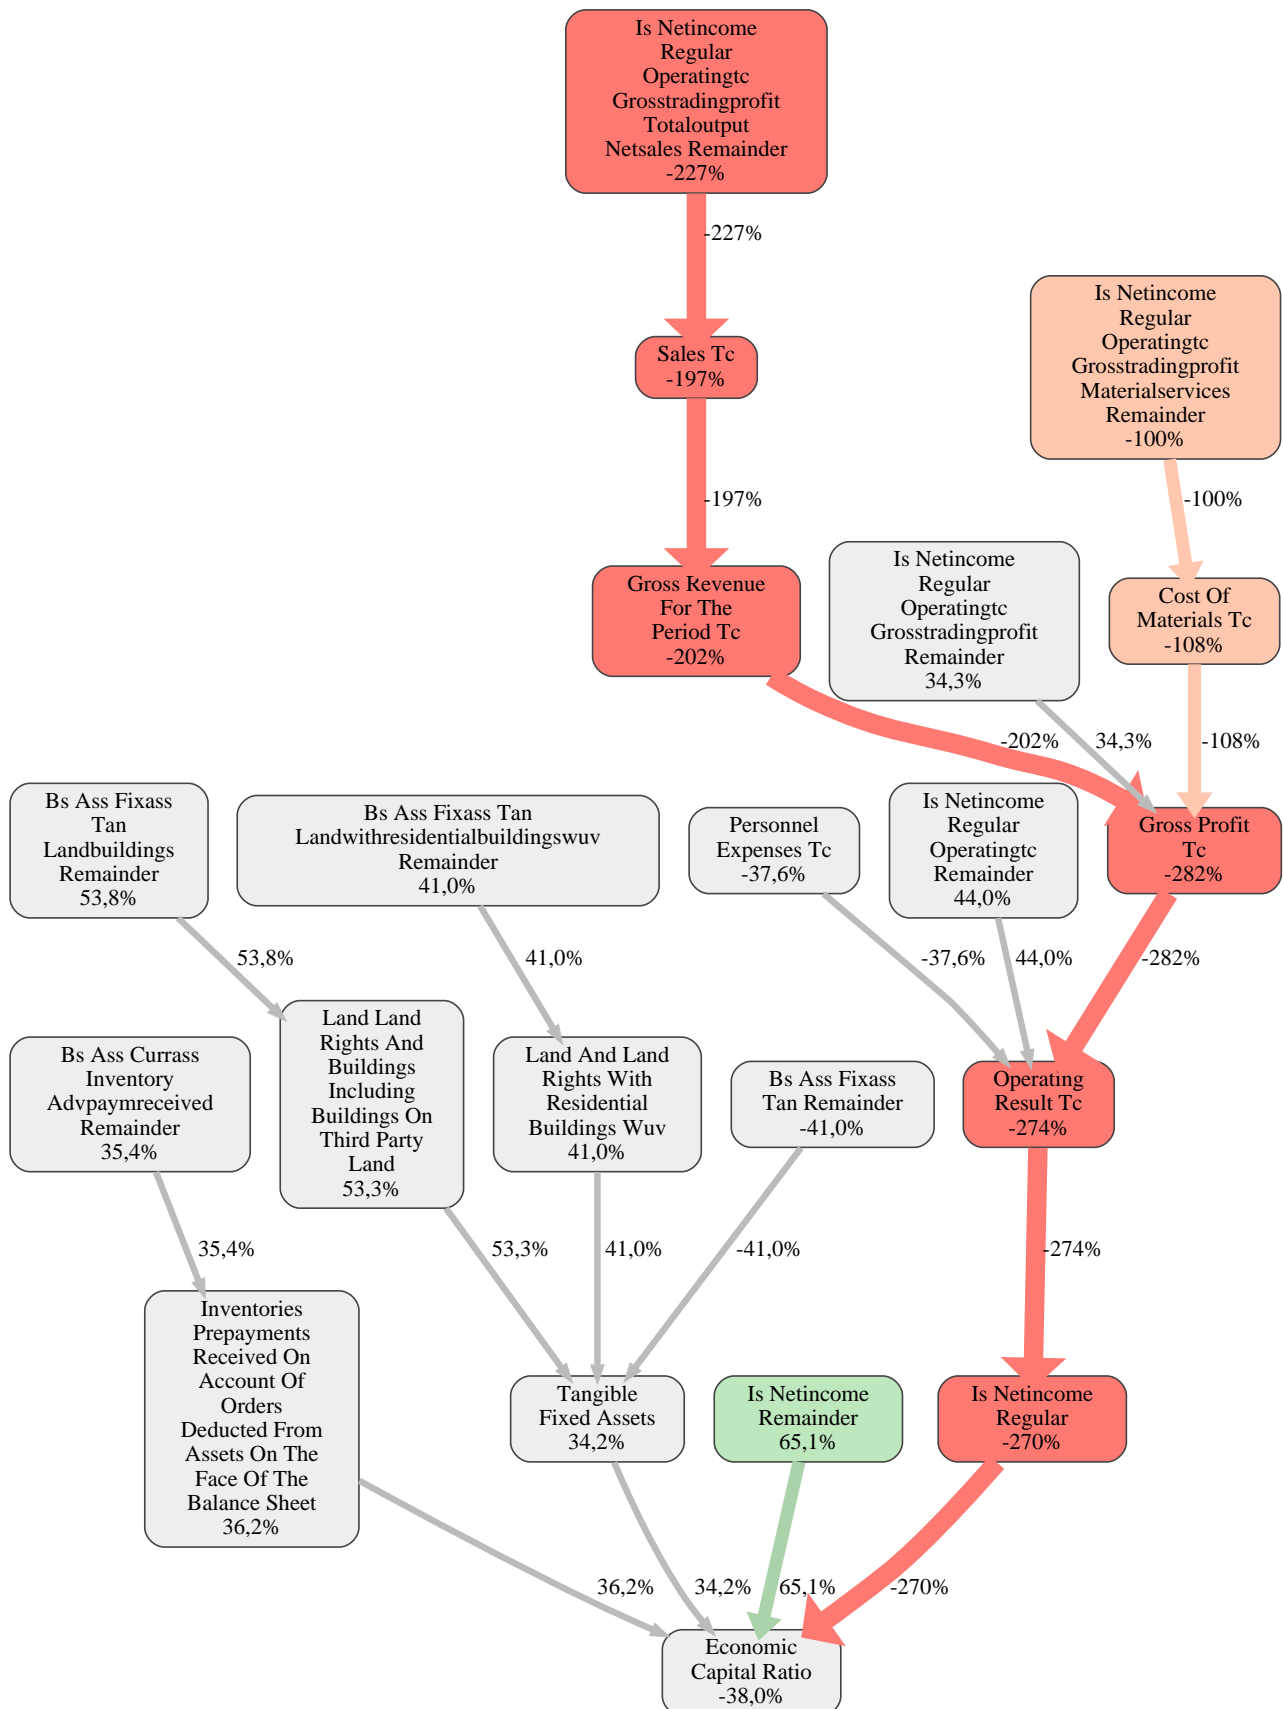 Is Netincome
Regular
Operatingtc
Grosstradingprofit
Totaloutput
Netsales Remainder
-227%
-227%
Sales Tc
-197%
Is Netincome
Regular
Operatingtc
Grosstradingprofit
Materialservices
Remainder
-100%
-197%
-100%
Gross Revenue
For The
Period Tc
-202%
Is Netincome
Regular
Operatingtc
Grosstradingprofit
Remainder
34,3%
Cost Of
Materials Tc
-108%
-202%
34,3%
-108%
Bs Ass Fixass
Tan
Landbuildings
Remainder
53,8%
Bs Ass Fixass Tan
Landwithresidentialbuildingswuv
Remainder
41,0%
Personnel
Expenses Tc
-37,6%
Is Netincome
Regular
Operatingtc
Remainder
44,0%
Gross Profit
Tc
-282%
53,8%
41,0%
-37,6%
44,0%
-282%
Bs Ass Currass
Inventory
Advpaymreceived
Remainder
35,4%
Land Land
Rights And
Buildings
Including
Buildings On
Third Party
Land
53,3%
Land And Land
Rights With
Residential
Buildings Wuv
41,0%
Bs Ass Fixass
Tan Remainder
-41,0%
Operating
Result Tc
-274%
35,4%
53,3%
41,0%
-41,0%
-274%
Inventories
Prepayments
Received On
Account Of
Orders
Deducted From
Assets On The
Face Of The
Balance Sheet
36,2%
Tangible
Fixed Assets
34,2%
Is Netincome
Remainder
65,1%
Is Netincome
Regular
-270%
36,2%
34,2%
65,1%
-270%
Economic
Capital Ratio
-38,0%